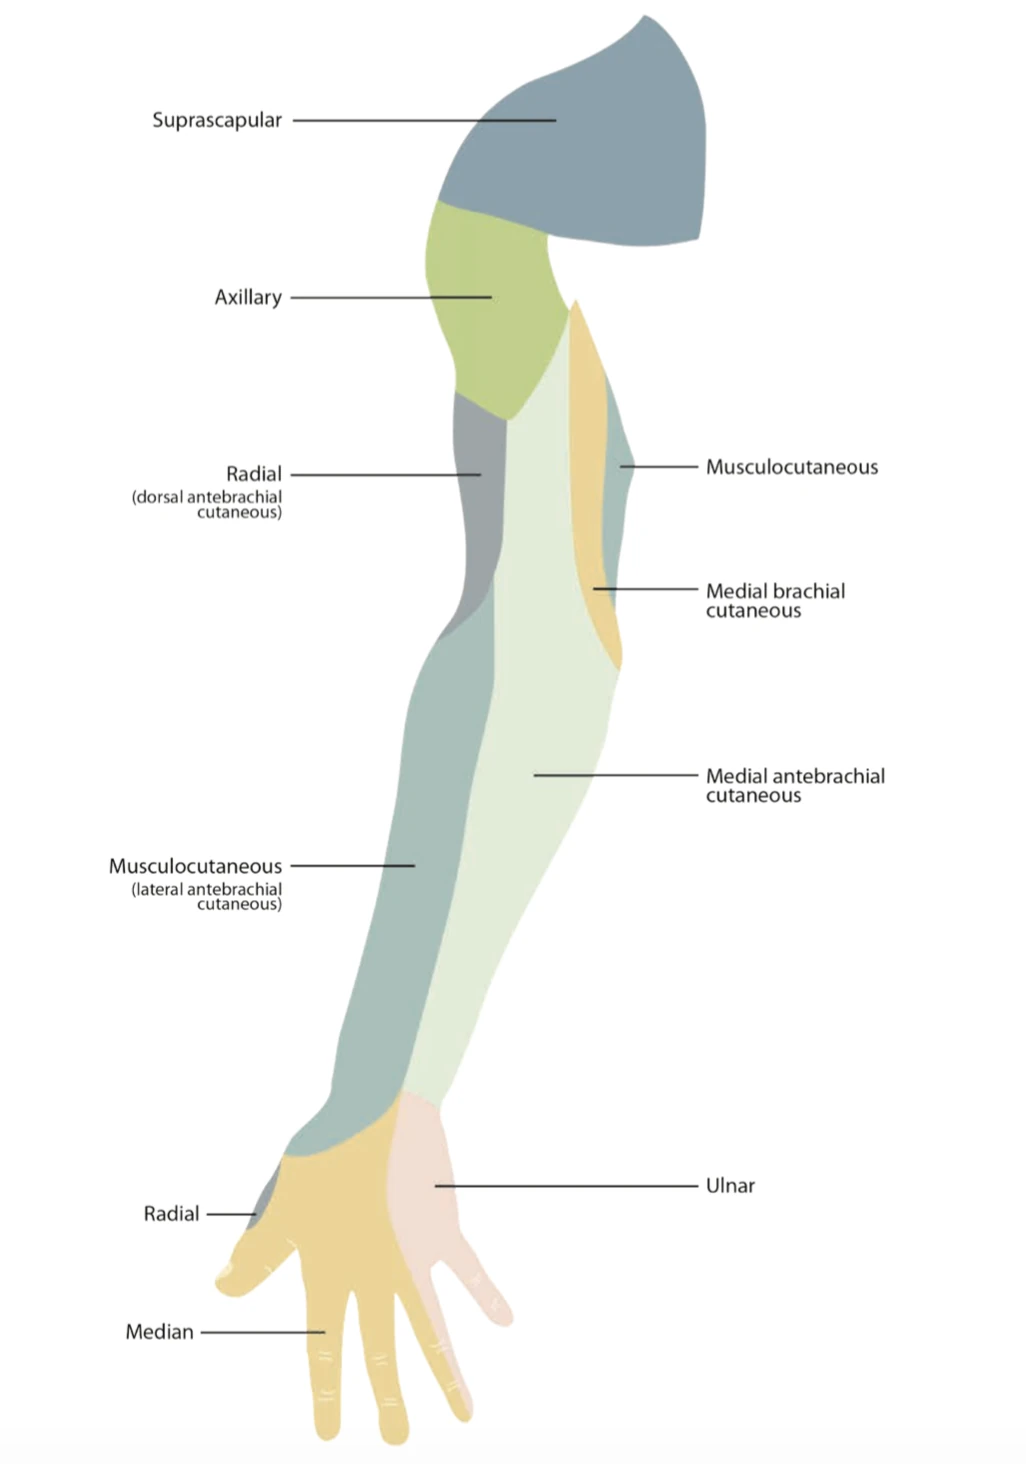 Suprascapular
Axillary
Radial
(dorsal antebrachial
cutaneous)
Musculocutaneous
Medial brachial
cutaneous
Medial antebrachial
cutaneous
Musculocutaneous
(lateral antebrachial
cutaneous)
Ulnar
Radial
Median